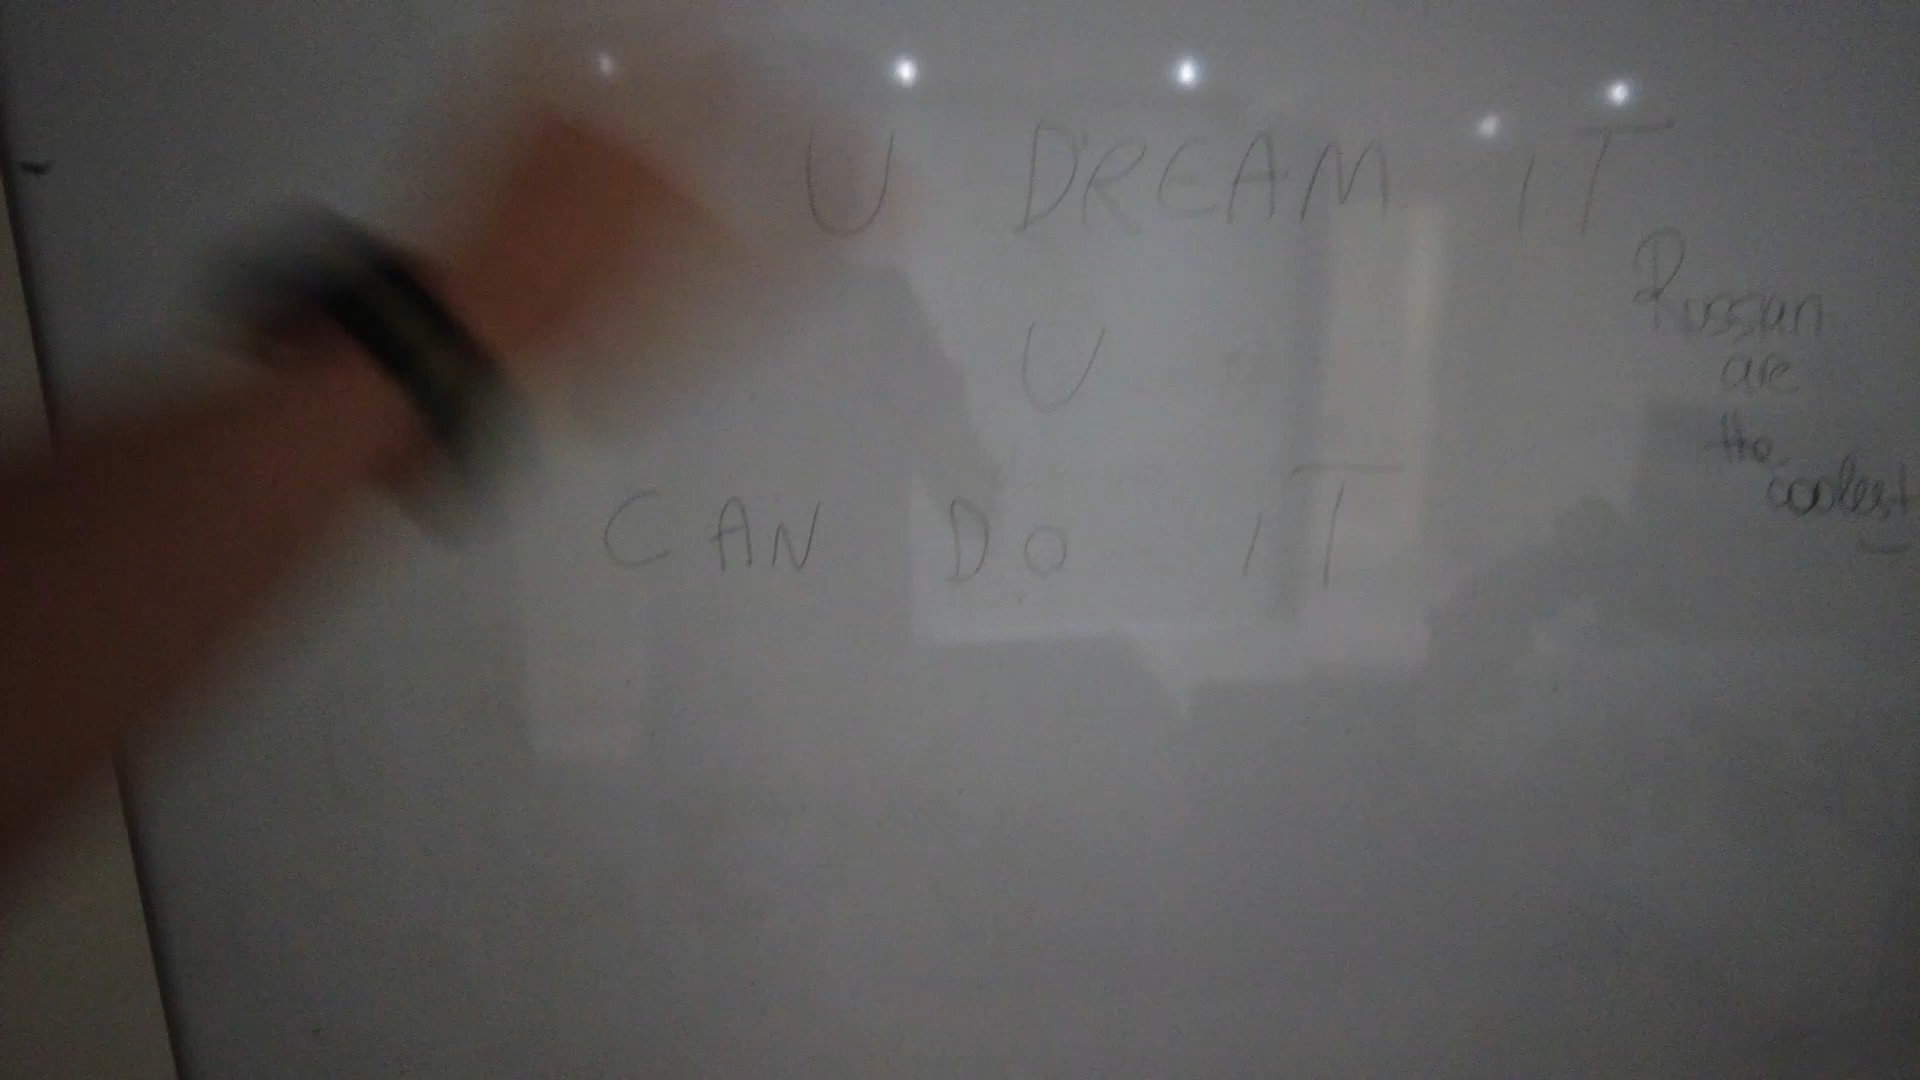 U DREAM IT
U
CAN DO IT
Russian
are
the
coolest